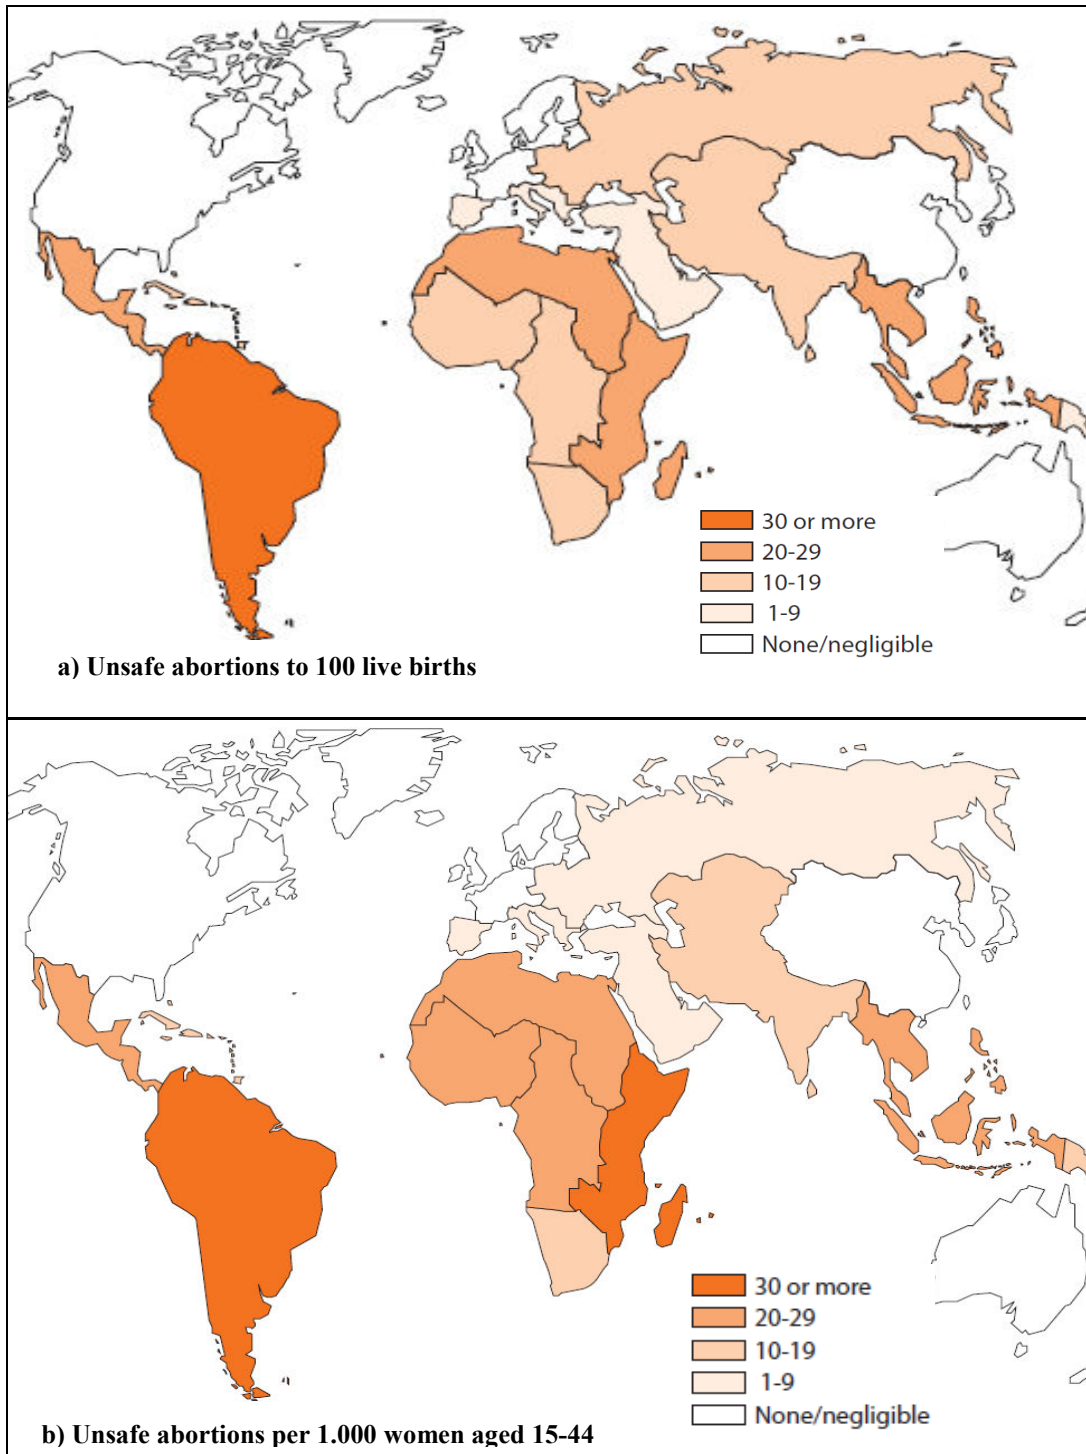 30 or more
20-29
10-19
1-9
None/negligible
a) Unsafe abortions to 100 live births
30 or more
20-29
10-19
1-9
None/negligible
b) Unsafe abortions per 1.000 women aged 15-44